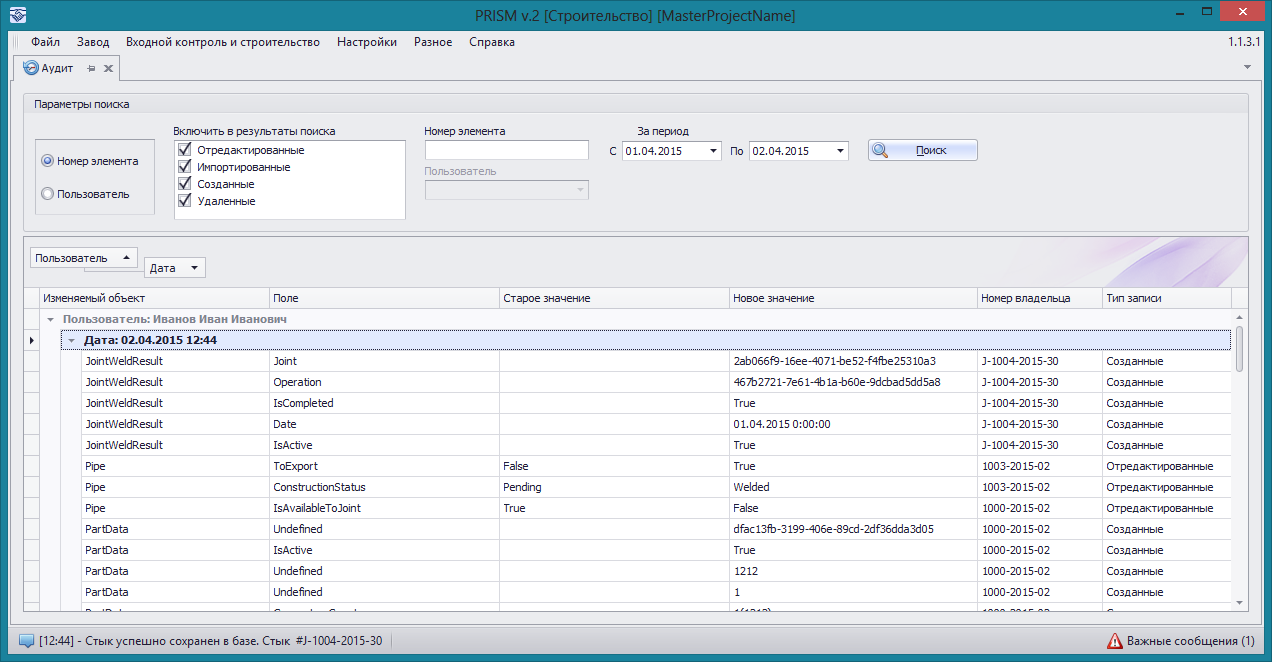 PRISM v.2 [Строительство] [MasterProjectName]
Файл Завод Входной контроль и строительство Настройки Разное Справка 1.1.3.1
Аудит
Параметры поиска
Включить в результаты поиска Номер элемента За период
Отредактированные
С 01.04.2015 По 02.04.2015 Поиск
Номер элемента Импортированные
Пользователь
Созданные
Пользователь Удаленные
Пользователь
Дата
Изменяемый объект Поле Старое значение Новое значение Номер владельца Тип записи
Пользователь: Иванов Иван Иванович
Дата: 02.04.2015 12:44
JointWeldResult Joint 2ab066f9-16ee-4071-be52-f4fbe25310a3 J-1004-2015-30 Созданные
JointWeldResult Operation 467b2721-7e61-4b1a-b60e-9dcbad5dd5a8 J-1004-2015-30 Созданные
JointWeldResult IsCompleted True J-1004-2015-30 Созданные
JointWeldResult Date 01.04.2015 0:00:00 J-1004-2015-30 Созданные
JointWeldResult IsActive True J-1004-2015-30 Созданные
Pipe ToExport False True 1003-2015-02 Отредактированные
Pipe ConstructionStatus Pending Welded 1003-2015-02 Отредактированные
Pipe IsAvailableToJoint True False 1000-2015-02 Отредактированные
PartData Undefined dfac13fb-3199-406e-89cd-2df36dda3d05 1000-2015-02 Созданные
PartData IsActive True 1000-2015-02 Созданные
PartData Undefined 1212 1000-2015-02 Созданные
PartData Undefined 1 1000-2015-02 Созданные
[12:44] - Стык успешно сохранен в базе. Стык #J-1004-2015-30 Важные сообщения (1)